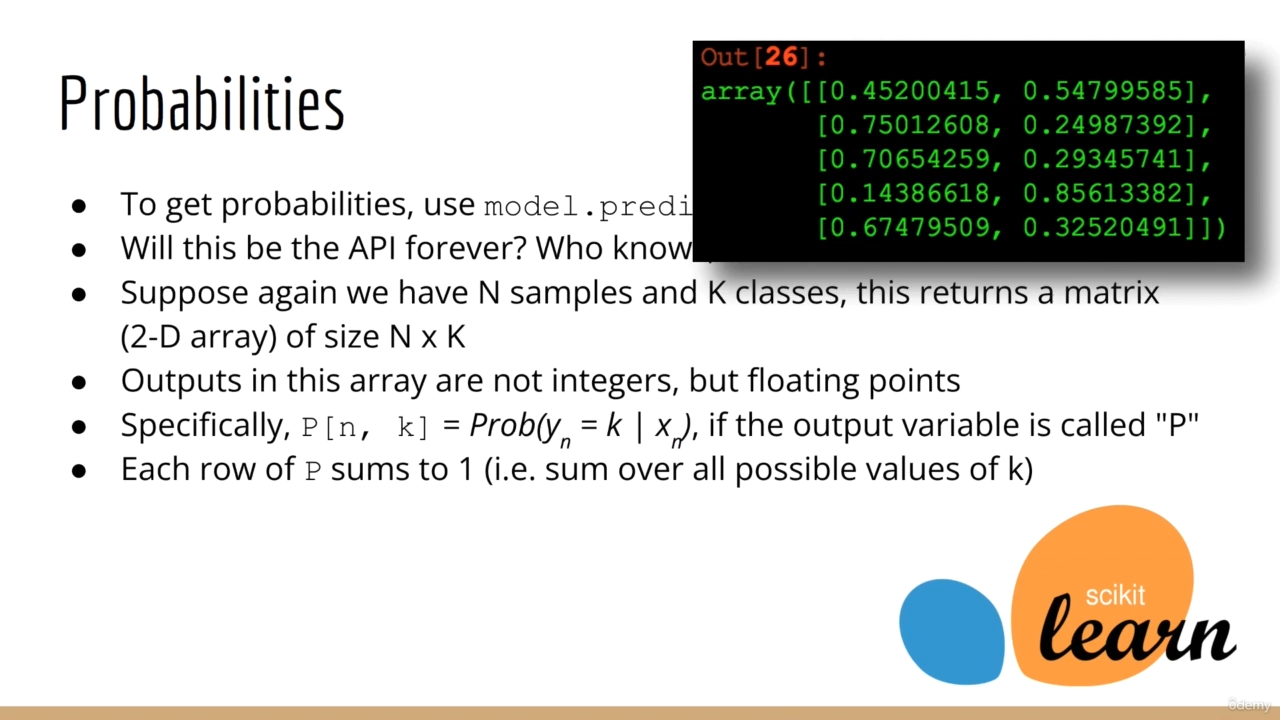 Probabilities
Out[26]:
array([[0.45200415, 0.54799585],
[0.75012608, 0.24987392],
[0.70654259, 0.29345741],
[0.14386618, 0.85613382],
[0.67479509, 0.32520491]])
● To get probabilities, use model.predi
● Will this be the API forever? Who know
● Suppose again we have N samples and K classes, this returns a matrix
(2-D array) of size N x K
● Outputs in this array are not integers, but floating points
● Specifically, P[n, k] = Prob(yn = k | xn), if the output variable is called "P"
● Each row of P sums to 1 (i.e. sum over all possible values of k)
scikit
learn
ûdemy